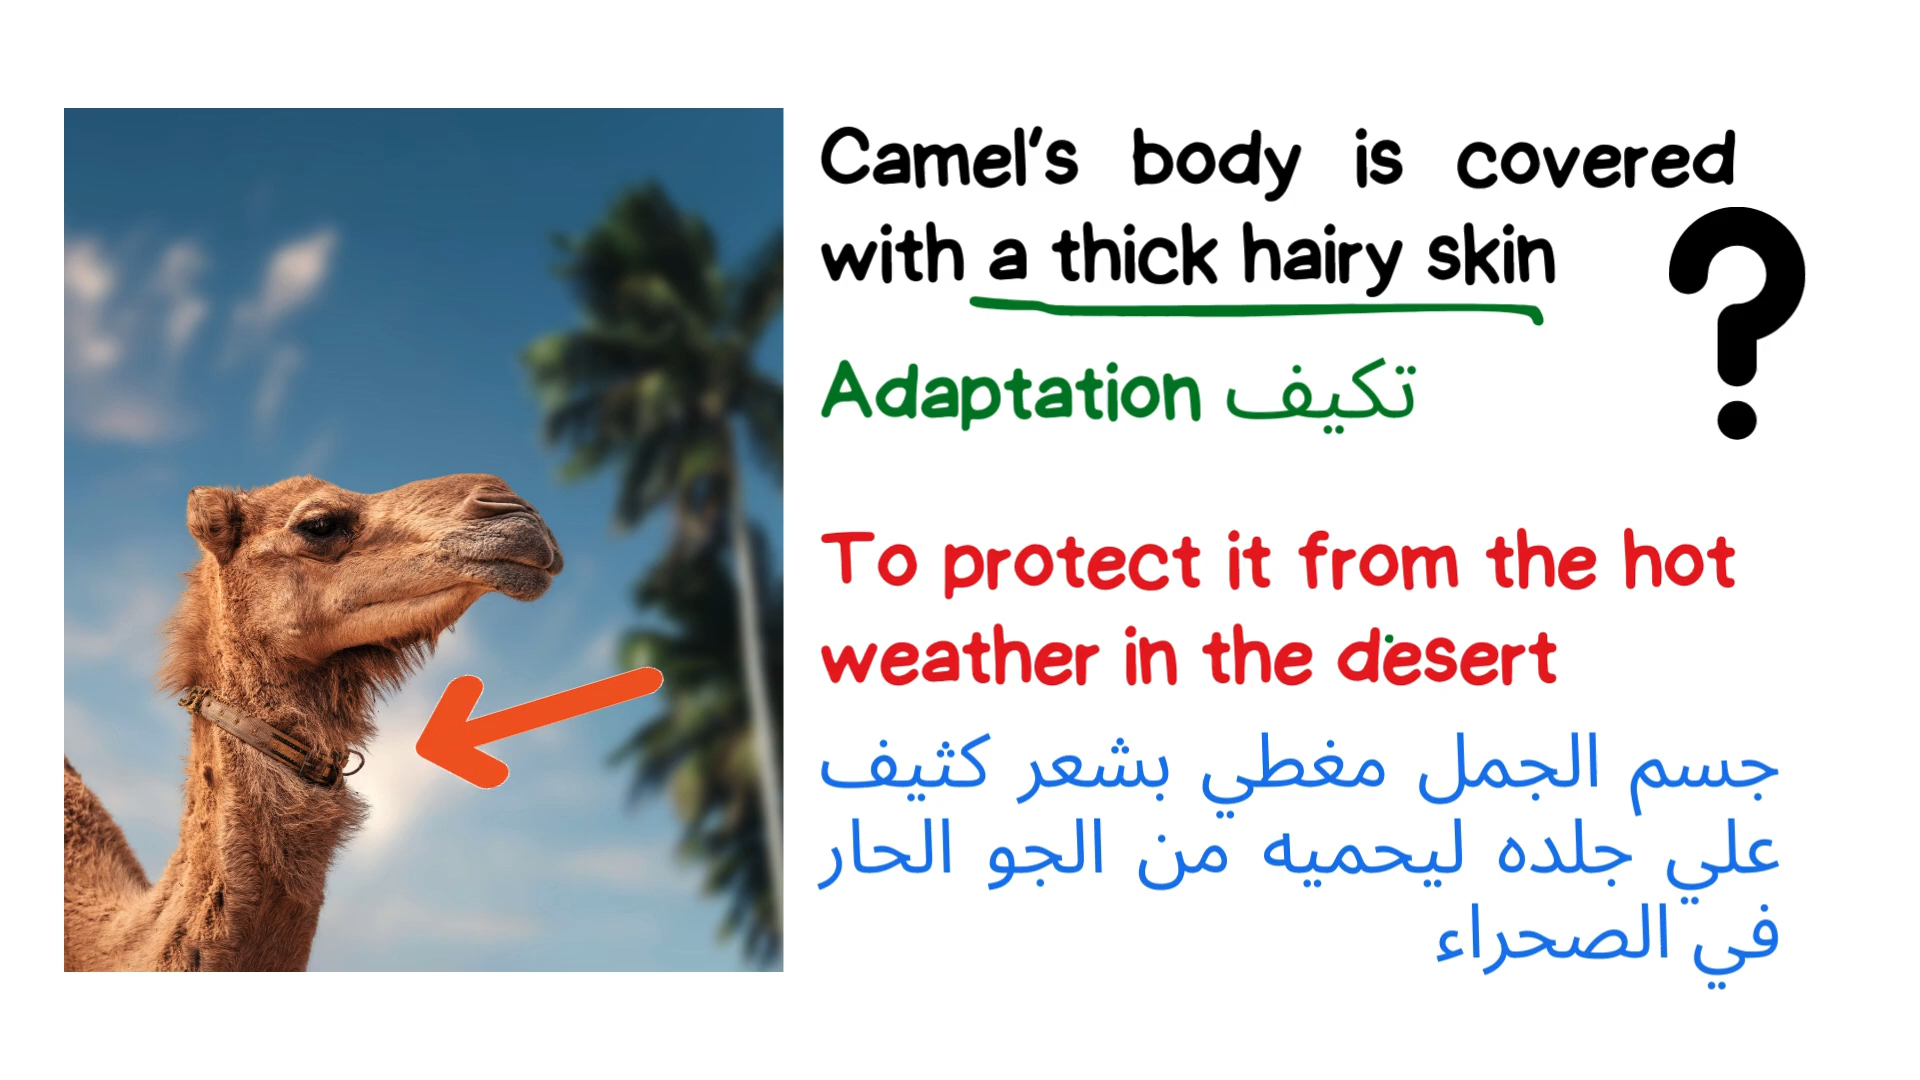 Camel's body is covered
with a thick hairy skin
?
Adaptation تكيف
To protect it from the hot
weather in the desert
جسم الجمل مغطي بشعر كثيف
علي جلده ليحميه من الجو الحار
في الصحراء